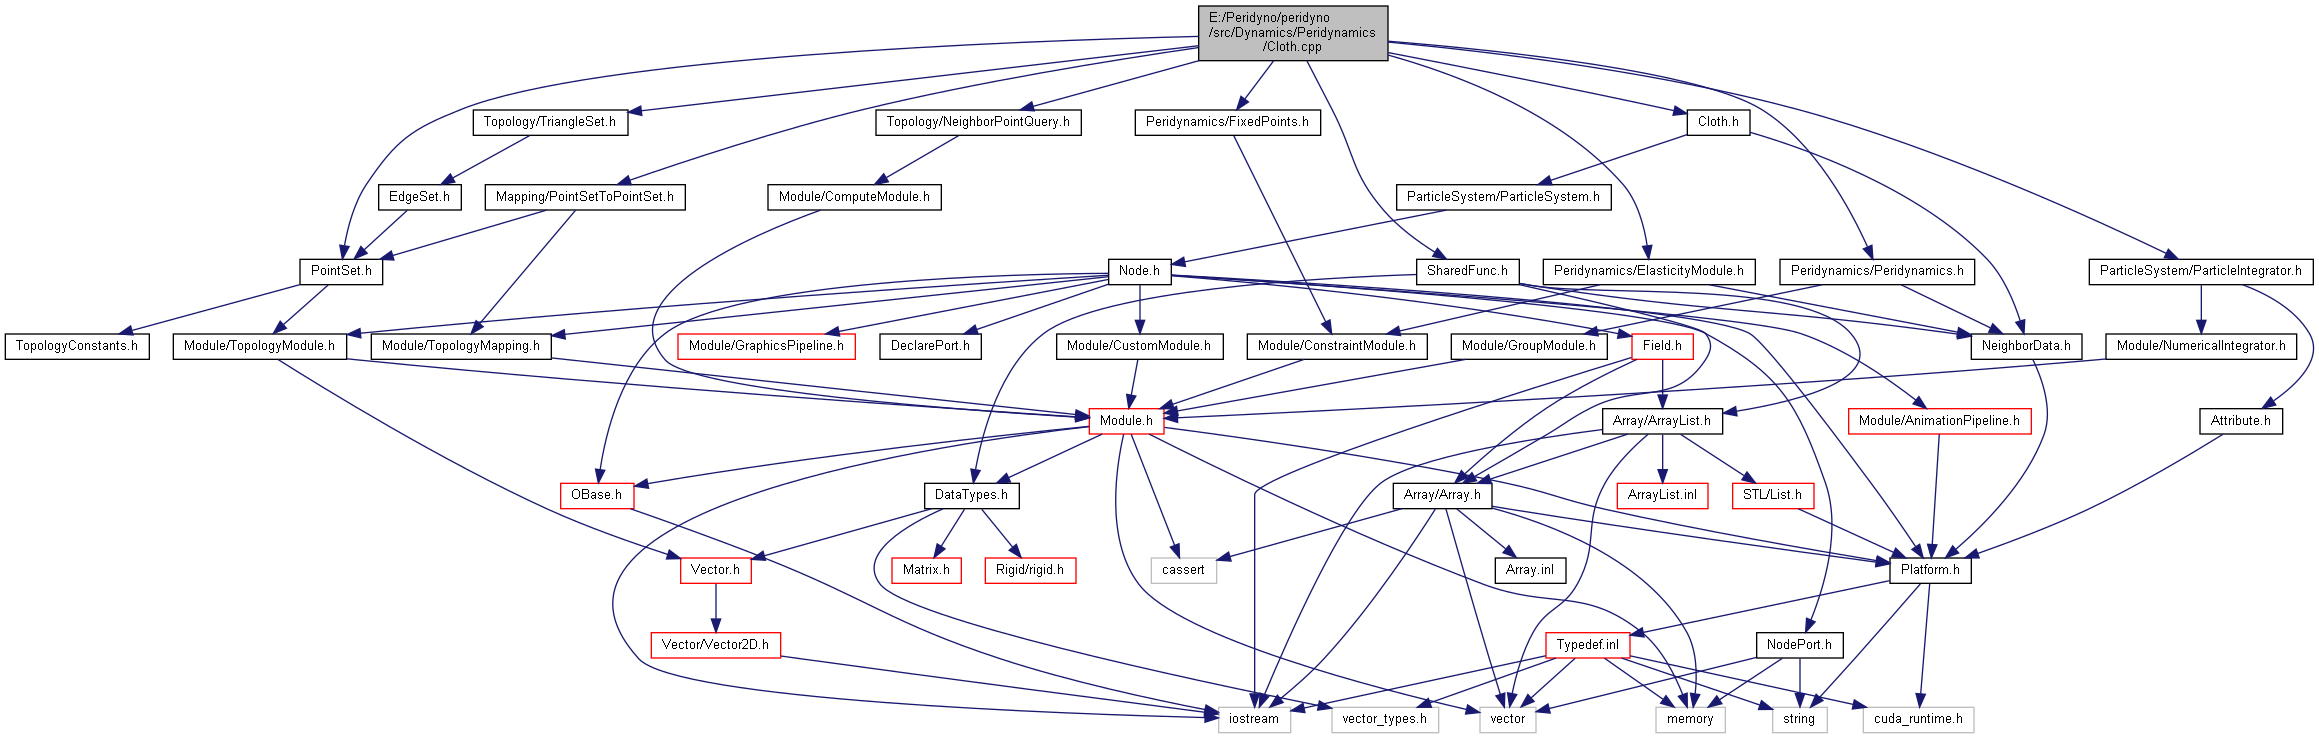 E:/Peridyno/peridyno
/src/Dynamics/Peridynamics
/Cloth.cpp
Topology/TriangleSet.h
Topology/NeighborPointQuery.h
Peridynamics/FixedPoints.h
Cloth.h
EdgeSet.h
Mapping/PointSetToPointSet.h
Module/ComputeModule.h
ParticleSystem/ParticleSystem.h
PointSet.h
Node.h
SharedFunc.h
Peridynamics/ElasticityModule.h
Peridynamics/Peridynamics.h
ParticleSystem/ParticleIntegrator.h
TopologyConstants.h
Module/TopologyModule.h
Module/TopologyMapping.h
Module/GraphicsPipeline.h
DeclarePort.h
Module/CustomModule.h
Module/ConstraintModule.h
Module/GroupModule.h
Field.h
NeighborData.h
Module/NumericalIntegrator.h
Module.h
Array/ArrayList.h
Module/AnimationPipeline.h
Attribute.h
OBase.h
DataTypes.h
Array/Array.h
ArrayList.inl
STL/List.h
Vector.h
Matrix.h
Rigid/rigid.h
cassert
Array.inl
Platform.h
Vector/Vector2D.h
Typedef.inl
NodePort.h
iostream
vector_types.h
vector
memory
string
cuda_runtime.h